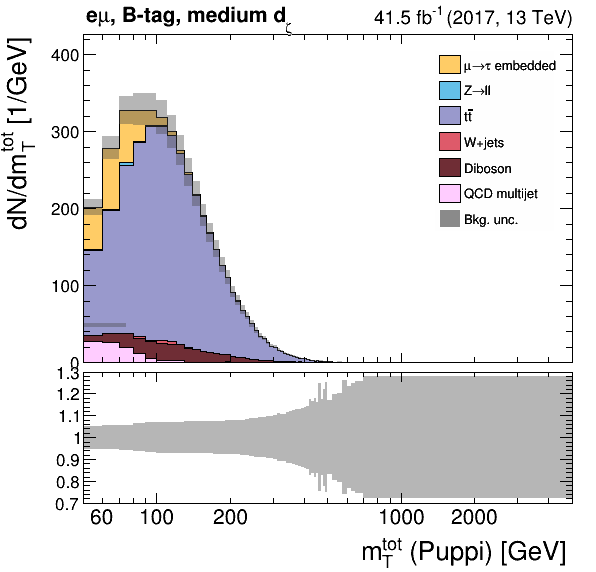 eμ, B-tag, medium dζ
41.5 fb⁻¹ (2017, 13 TeV)
dN/dm_T^tot [1/GeV]
400
300
200
100
0
μ→τ embedded
Z→ll
tt̄
W+jets
Diboson
QCD multijet
Bkg. unc.
1.3
1.2
1.1
1
0.9
0.8
0.7
60 100 200 1000 2000
m_T^tot (Puppi) [GeV]